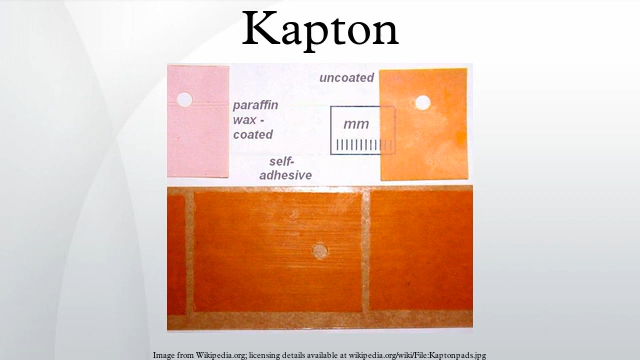 Kapton
uncoated
paraffin
wax -
coated
mm
self-
adhesive
Image from Wikipedia.org; licensing details available at wikipedia.org/wiki/File:Kaptonpads.jpg